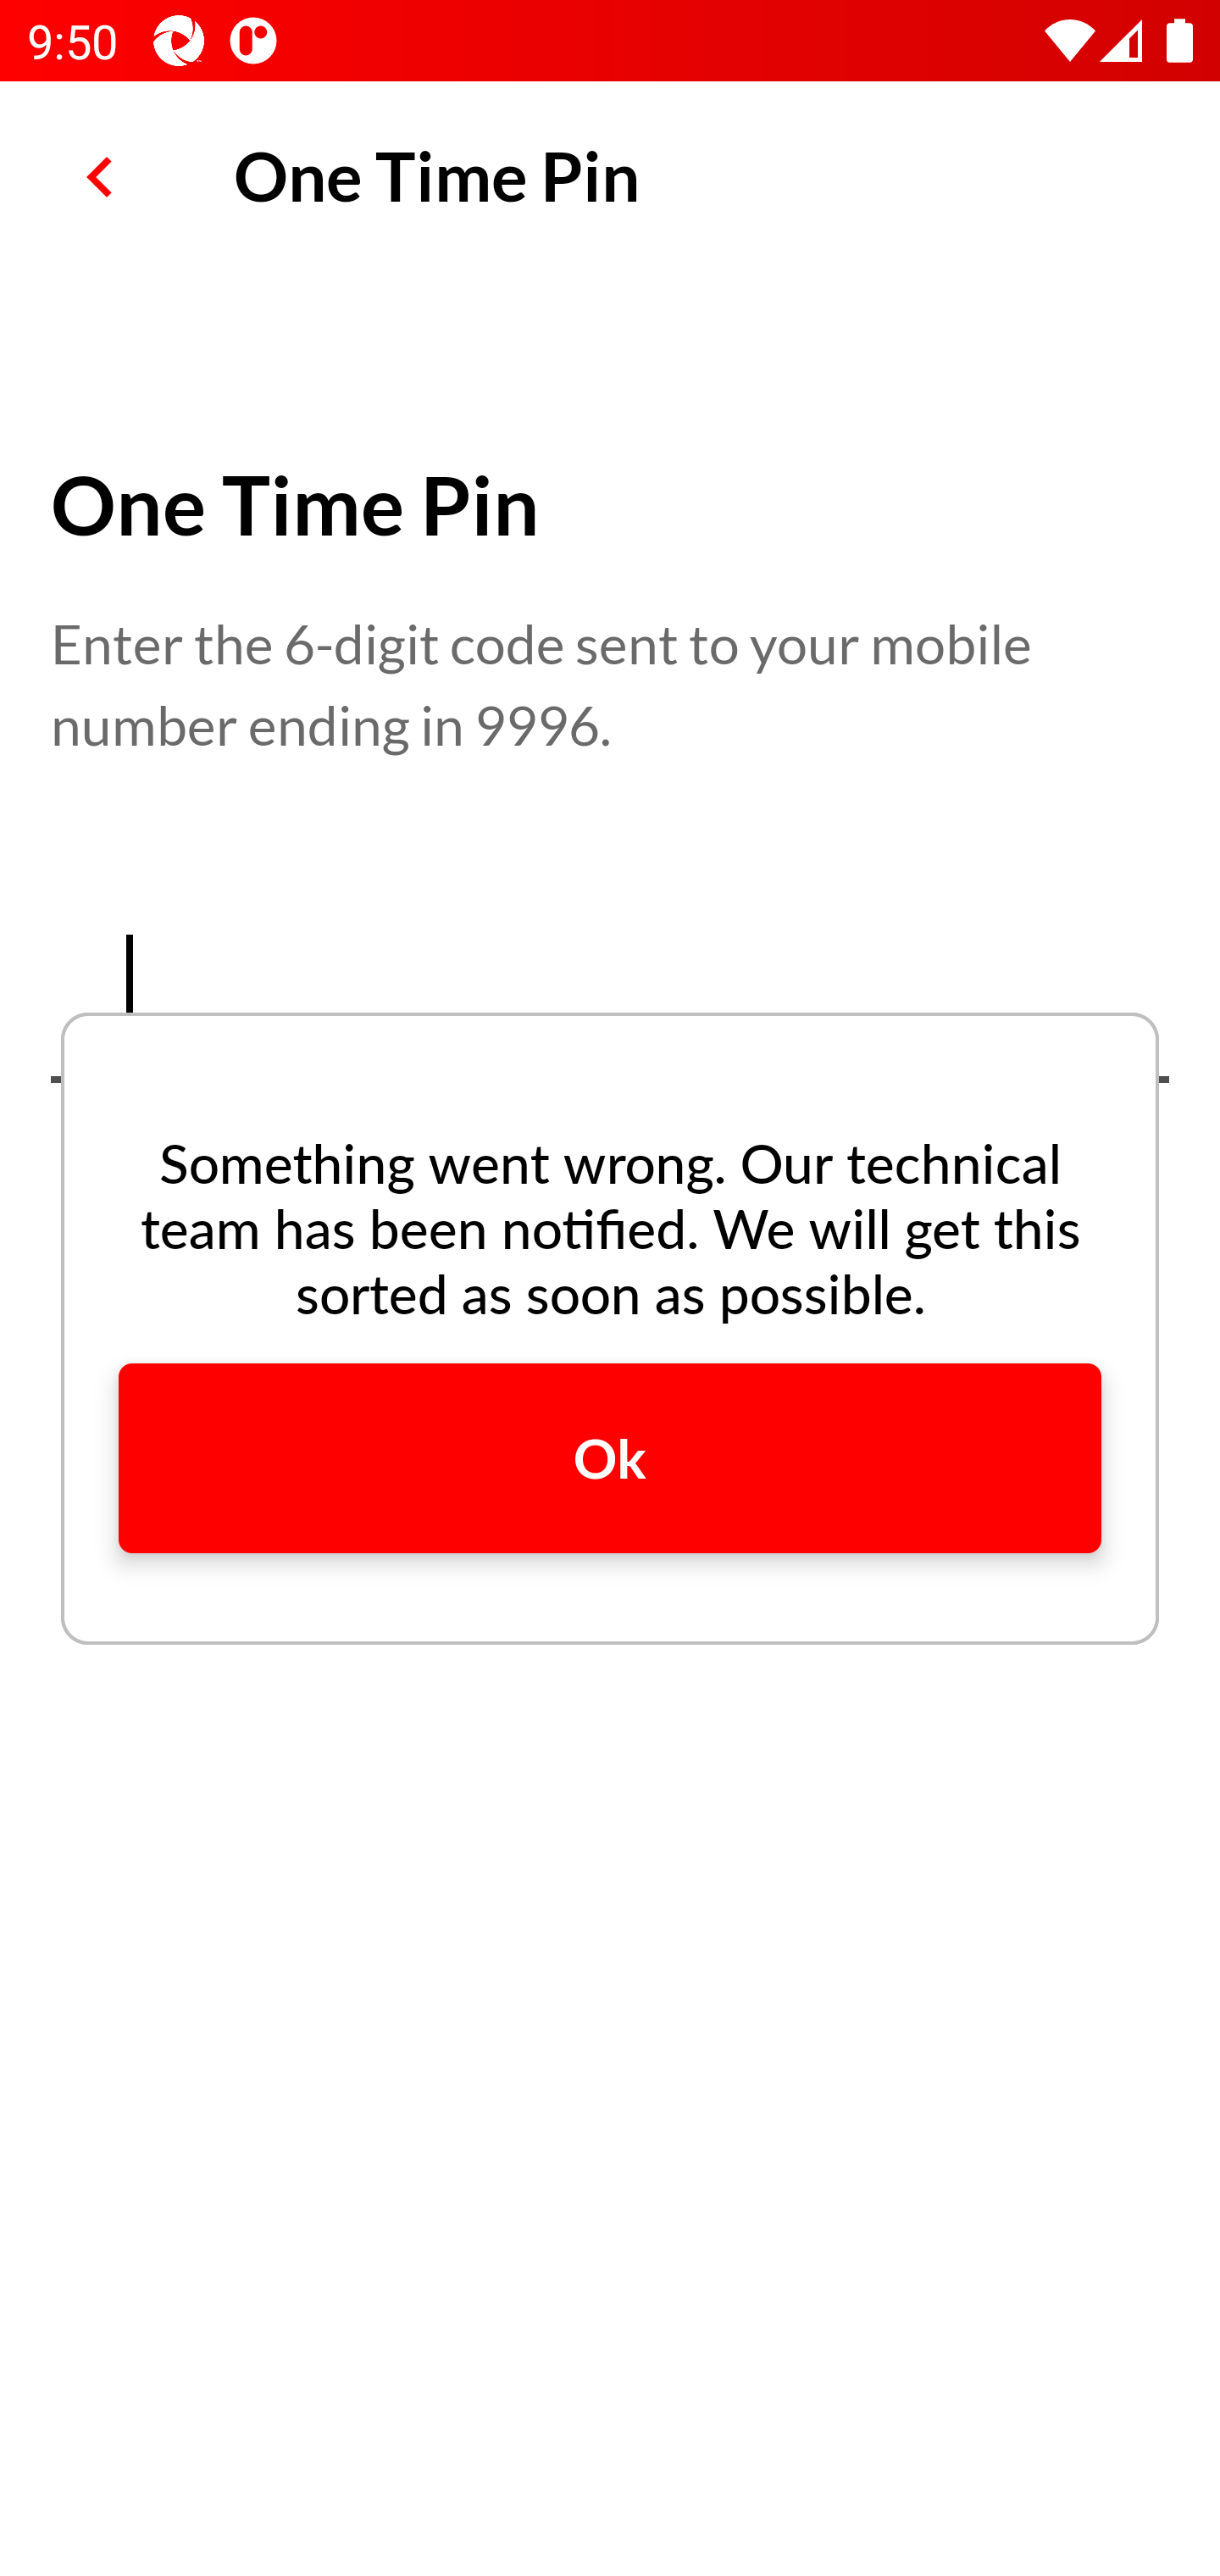 9:50
One Time Pin
One Time Pin
Enter the 6-digit code sent to your mobile
number ending in 9996.
Something went wrong. Our technical
team has been notified. We will get this
sorted as soon as possible.
Ok